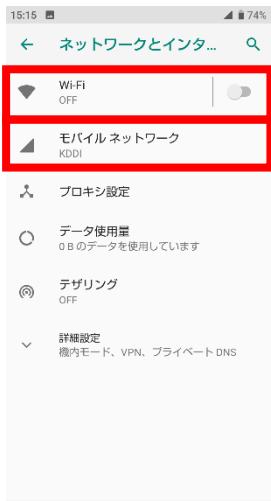 15:15 74%
ネットワークとインタ...
Wi-Fi
OFF
モバイル ネットワーク
KDDI
プロキシ設定
データ使用量
0 B のデータを使用しています
テザリング
OFF
詳細設定
機内モード、VPN、プライベート DNS